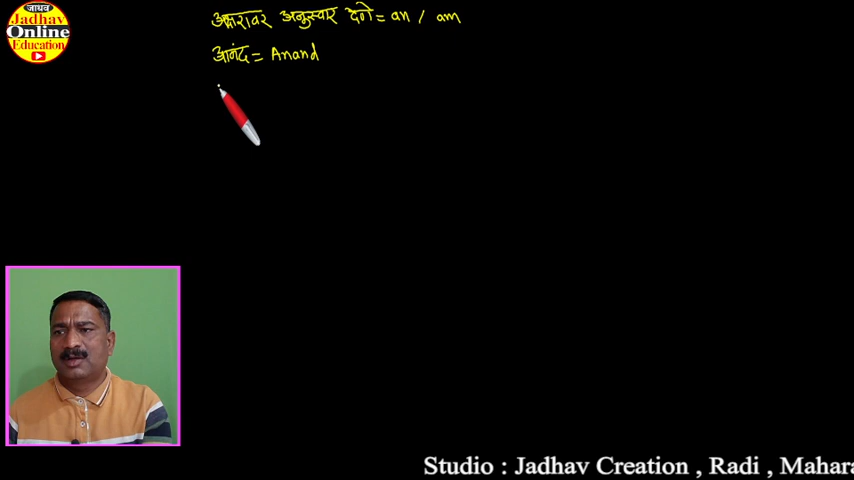 जाधव
Jadhav
Online
Education
अक्षरावर अनुस्वार देणे = an / am
आनंद = Anand
Studio : Jadhav Creation , Radi , Mahara